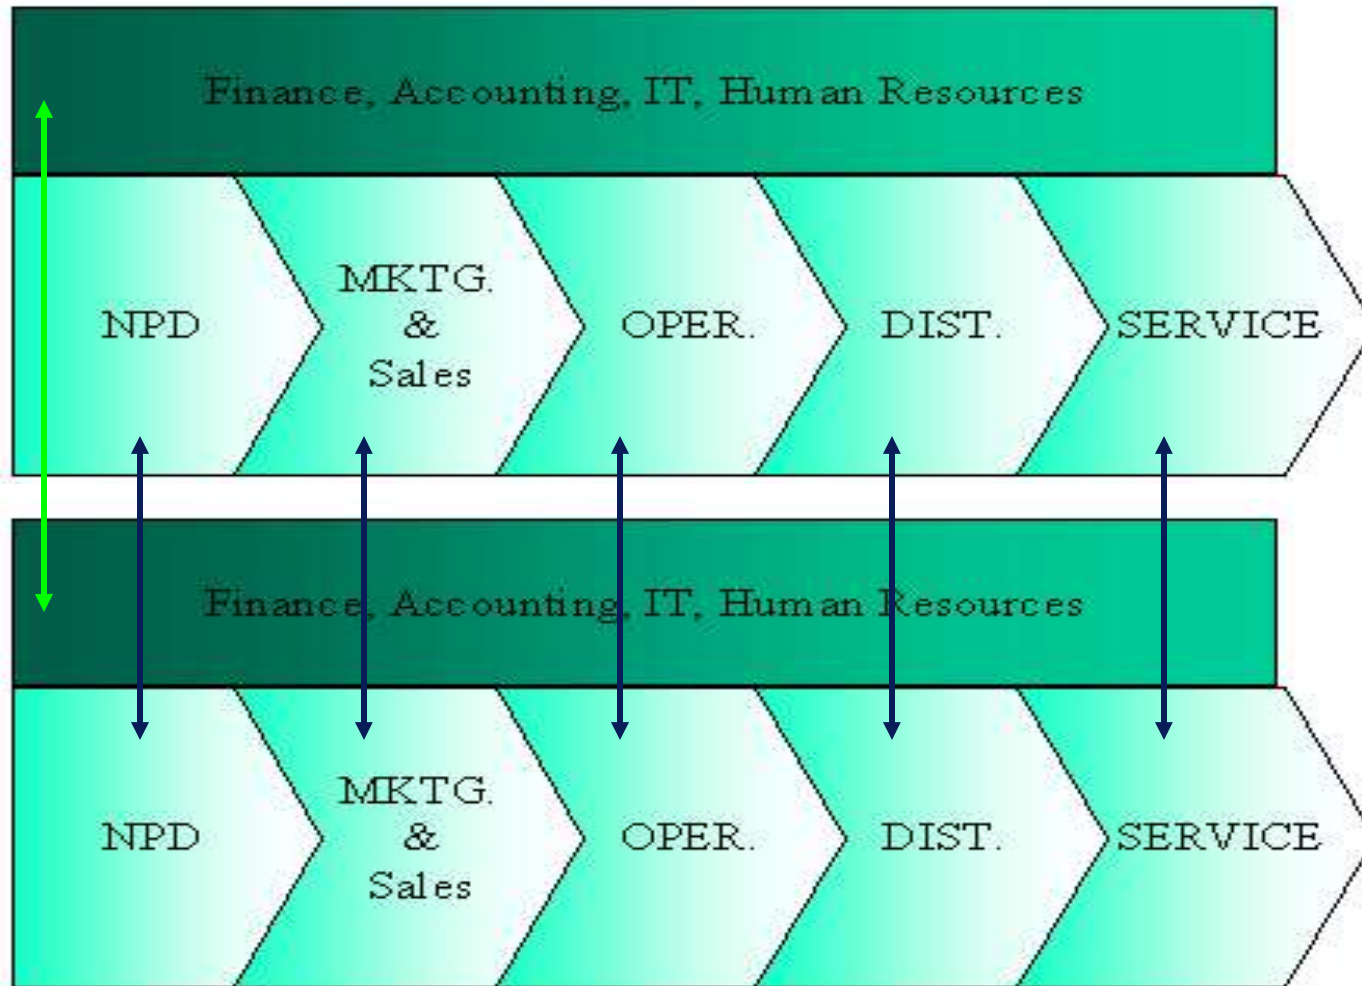 Finance, Accounting, IT, Human Resources
NPD
MKTG.
&
Sales
OPER.
DIST.
SERVICE
Finance, Accounting, IT, Human Resources
NPD
MKTG.
&
Sales
OPER.
DIST.
SERVICE